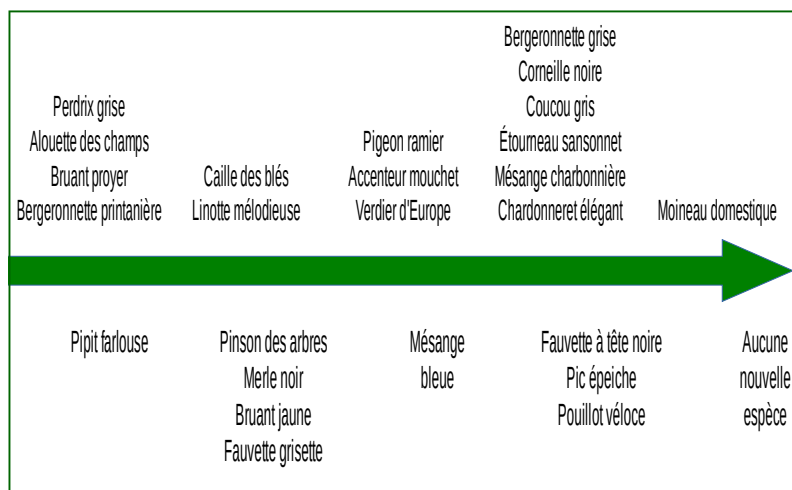 Perdrix grise
Alouette des champs
Bruant proyer
Bergeronnette printanière
Caille des blés
Linotte mélodieuse
Pigeon ramier
Accenteur mouchet
Verdier d'Europe
Bergeronnette grise
Corneille noire
Coucou gris
Étourneau sansonnet
Mésange charbonnière
Chardonneret élégant
Moineau domestique
Pipit farlouse
Pinson des arbres
Merle noir
Bruant jaune
Fauvette grisette
Mésange
bleue
Fauvette à tête noire
Pic épeiche
Pouillot véloce
Aucune
nouvelle
espèce